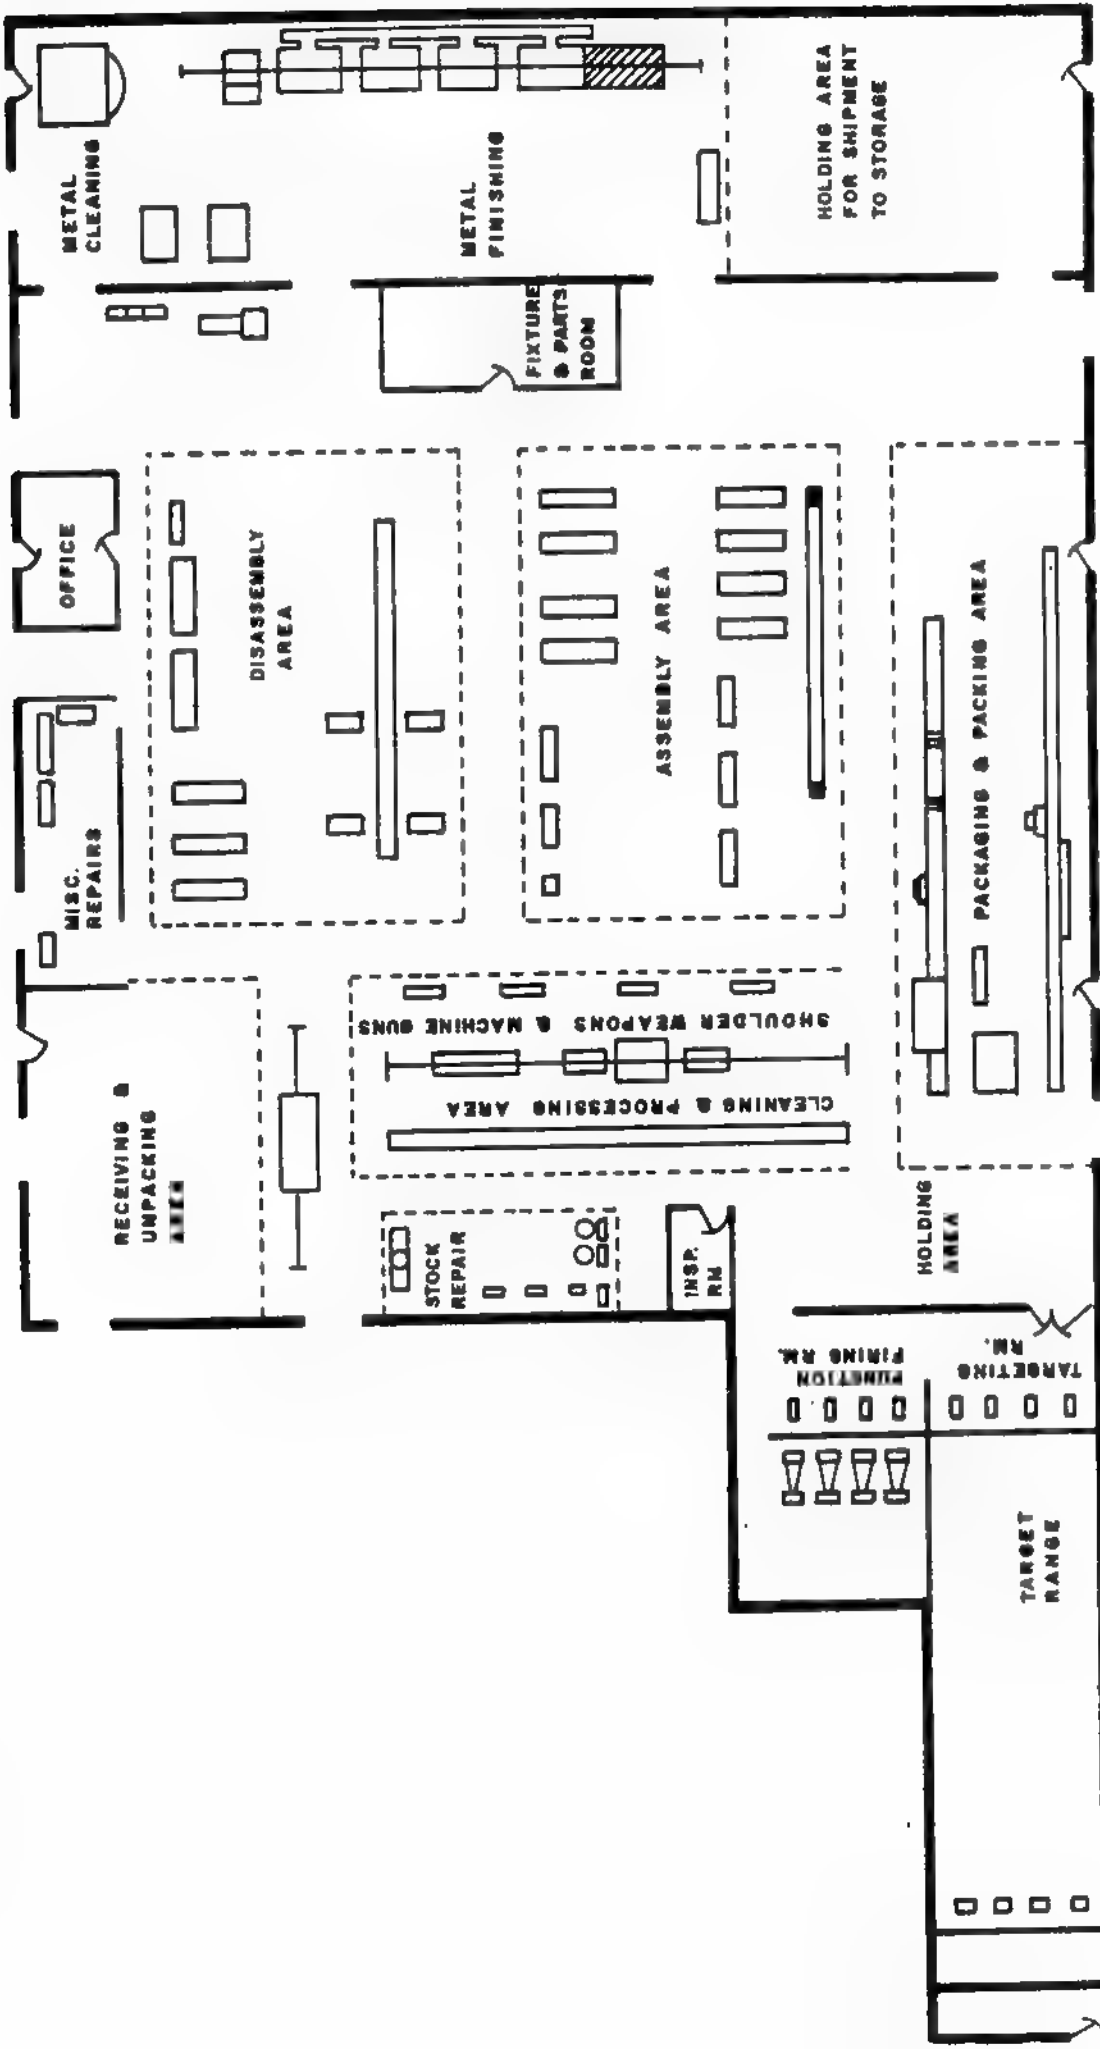 METAL
CLEANING
METAL
FINISHING
HOLDING AREA
FOR SHIPMENT
TO STORAGE
FIXTURE
& PARTS
ROOM
OFFICE
DISASSEMBLY
AREA
ASSEMBLY AREA
PACKAGING & PACKING AREA
MISC.
REPAIRS
RECEIVING &
UNPACKING
AREA
SHOULDER WEAPONS & MACHINE GUNS
CLEANING & PROCESSING AREA
STOCK
REPAIR
INSP.
RM
HOLDING
AREA
FUNCTION
FIRING RM.
TARGETING
RM.
TARGET
RANGE